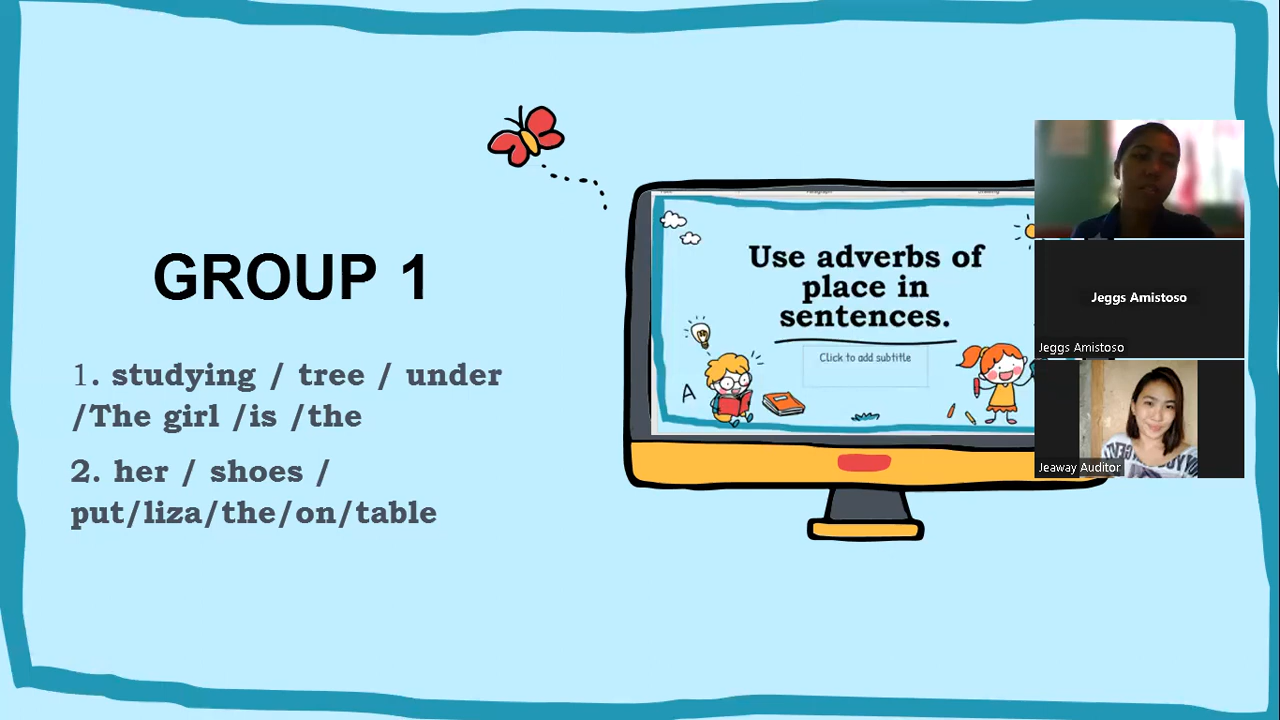 GROUP 1
1. studying / tree / under
/The girl /is /the
2. her / shoes /
put/liza/the/on/table
Use adverbs of
place in
sentences.
Click to add subtitle
A
Jeggs Amistoso
Jeggs Amistoso
Jeaway Auditor